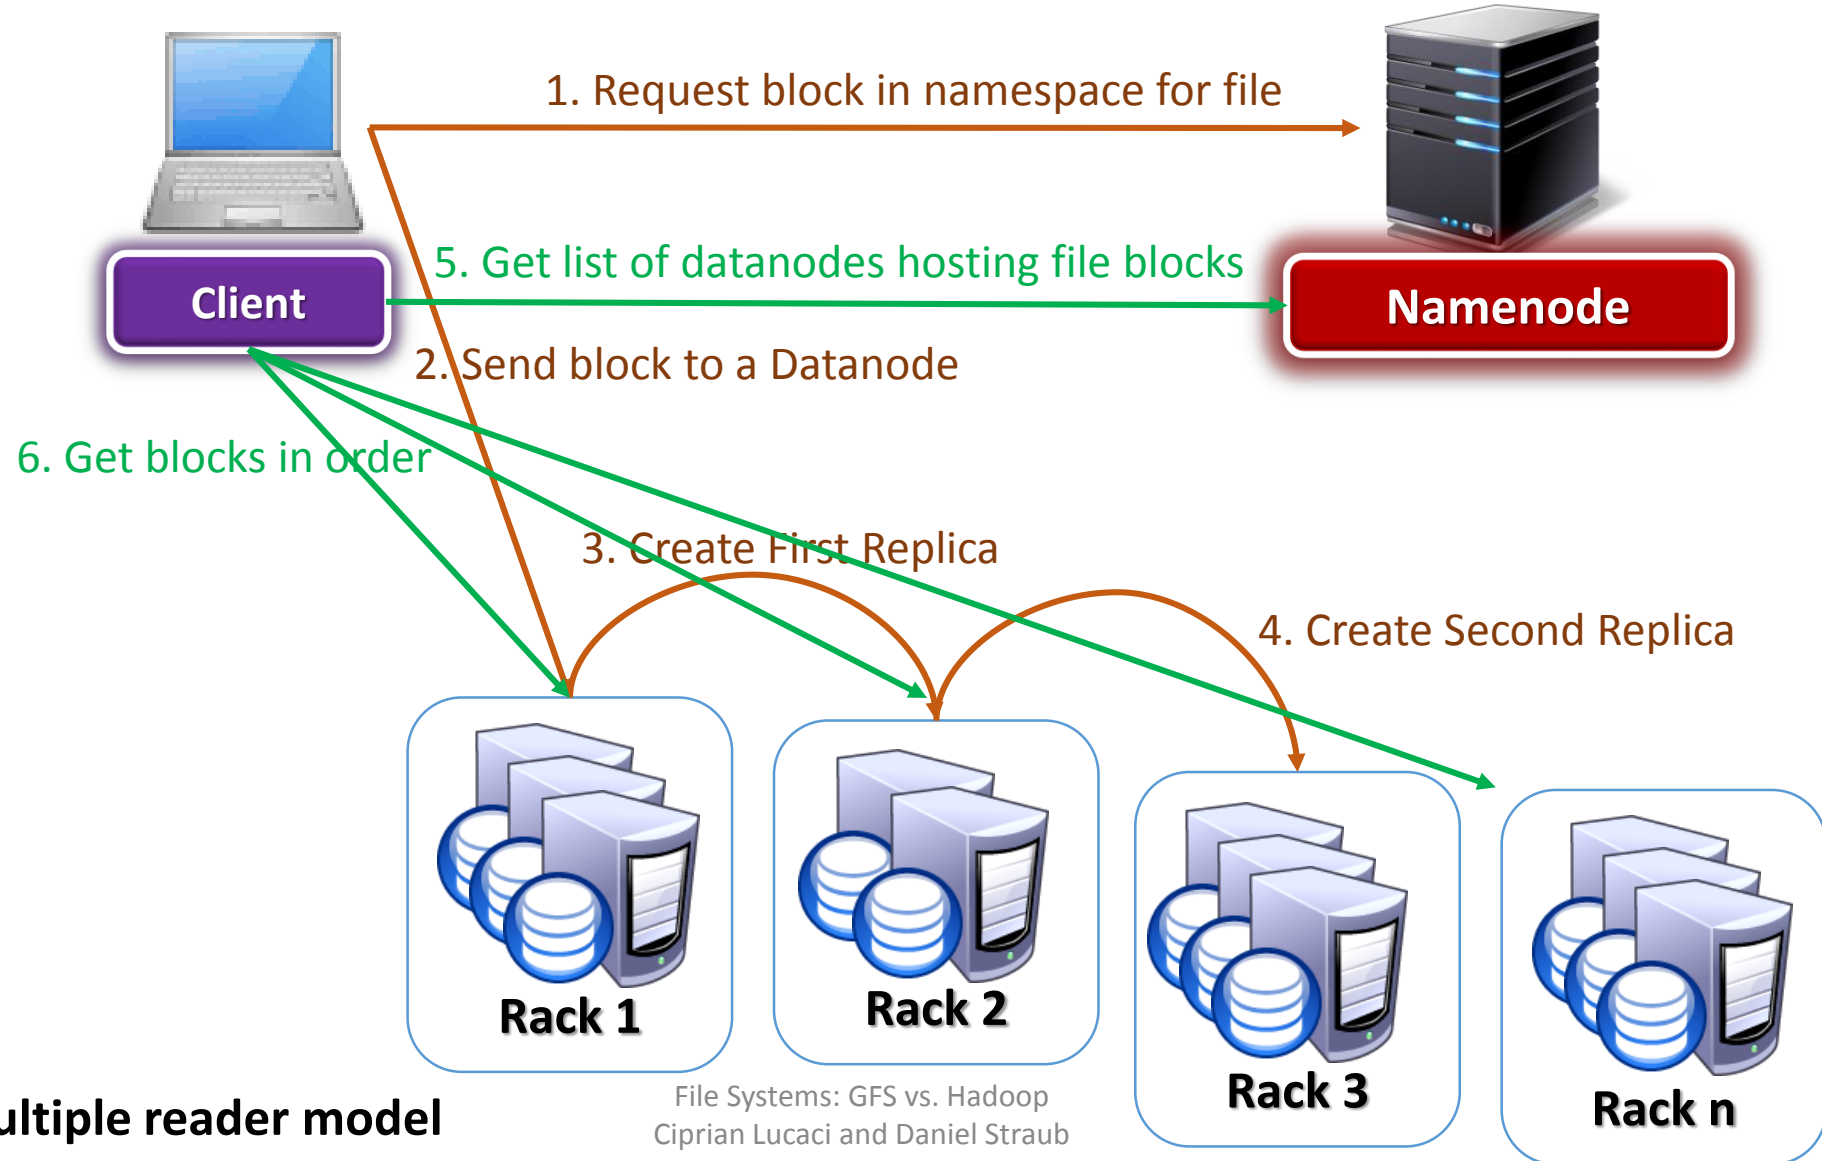 1. Request block in namespace for file
5. Get list of datanodes hosting file blocks
Client
Namenode
2. Send block to a Datanode
6. Get blocks in order
3. Create First Replica
4. Create Second Replica
Rack 1
Rack 2
Rack 3
Rack n
ultiple reader model
File Systems: GFS vs. Hadoop
Ciprian Lucaci and Daniel Straub